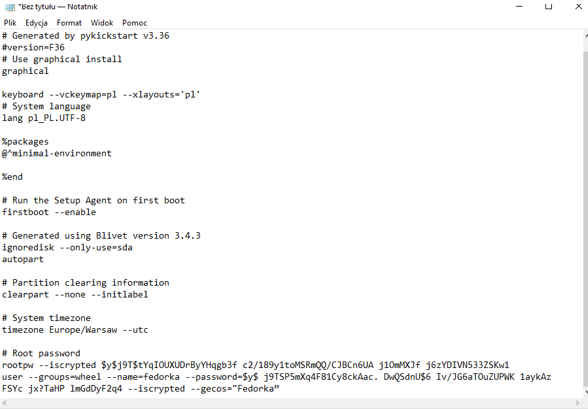 *Bez tytułu — Notatnik
Plik Edycja Format Widok Pomoc
# Generated by pykickstart v3.36
#version=F36
# Use graphical install
graphical
keyboard --vckeymap=pl --xlayouts='pl'
# System language
lang pl_PL.UTF-8
%packages
@^minimal-environment
%end
# Run the Setup Agent on first boot
firstboot --enable
# Generated using Blivet version 3.4.3
ignoredisk --only-use=sda
autopart
# Partition clearing information
clearpart --none --initlabel
# System timezone
timezone Europe/Warsaw --utc
# Root password
rootpw --iscrypted $y$j9T$tYqIOUXUDrByYHqgb3f c2/189y1toMSRmQQ/CJBCn6UA j1OmMXJf j6zYDIVN533ZSKw1
user --groups=wheel --name=fedorka --password=$y$ j9TSP5mXq4F81Cy8ckAac. DwQSdnU$6 Iv/JG6aTOuZUPWK 1aykAz
FSYc jx?TaHP lmGdDyF2q4 --iscrypted --gecos="Fedorka”